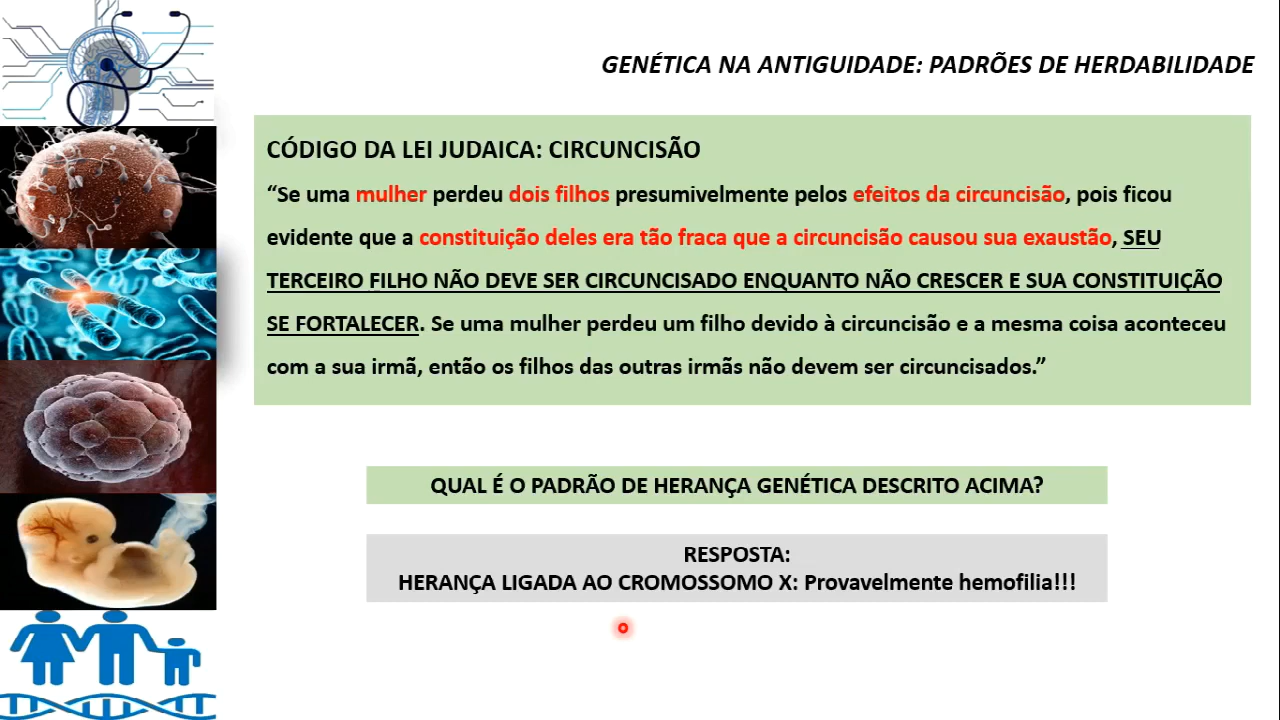 GENÉTICA NA ANTIGUIDADE: PADRÕES DE HERDABILIDADE
CÓDIGO DA LEI JUDAICA: CIRCUNCISÃO
“Se uma mulher perdeu dois filhos presumivelmente pelos efeitos da circuncisão, pois ficou
evidente que a constituição deles era tão fraca que a circuncisão causou sua exaustão, SEU
TERCEIRO FILHO NÃO DEVE SER CIRCUNCISADO ENQUANTO NÃO CRESCER E SUA CONSTITUIÇÃO
SE FORTALECER. Se uma mulher perdeu um filho devido à circuncisão e a mesma coisa aconteceu
com a sua irmã, então os filhos das outras irmãs não devem ser circuncisados.”
QUAL É O PADRÃO DE HERANÇA GENÉTICA DESCRITO ACIMA?
RESPOSTA:
HERANÇA LIGADA AO CROMOSSOMO X: Provavelmente hemofilia!!!